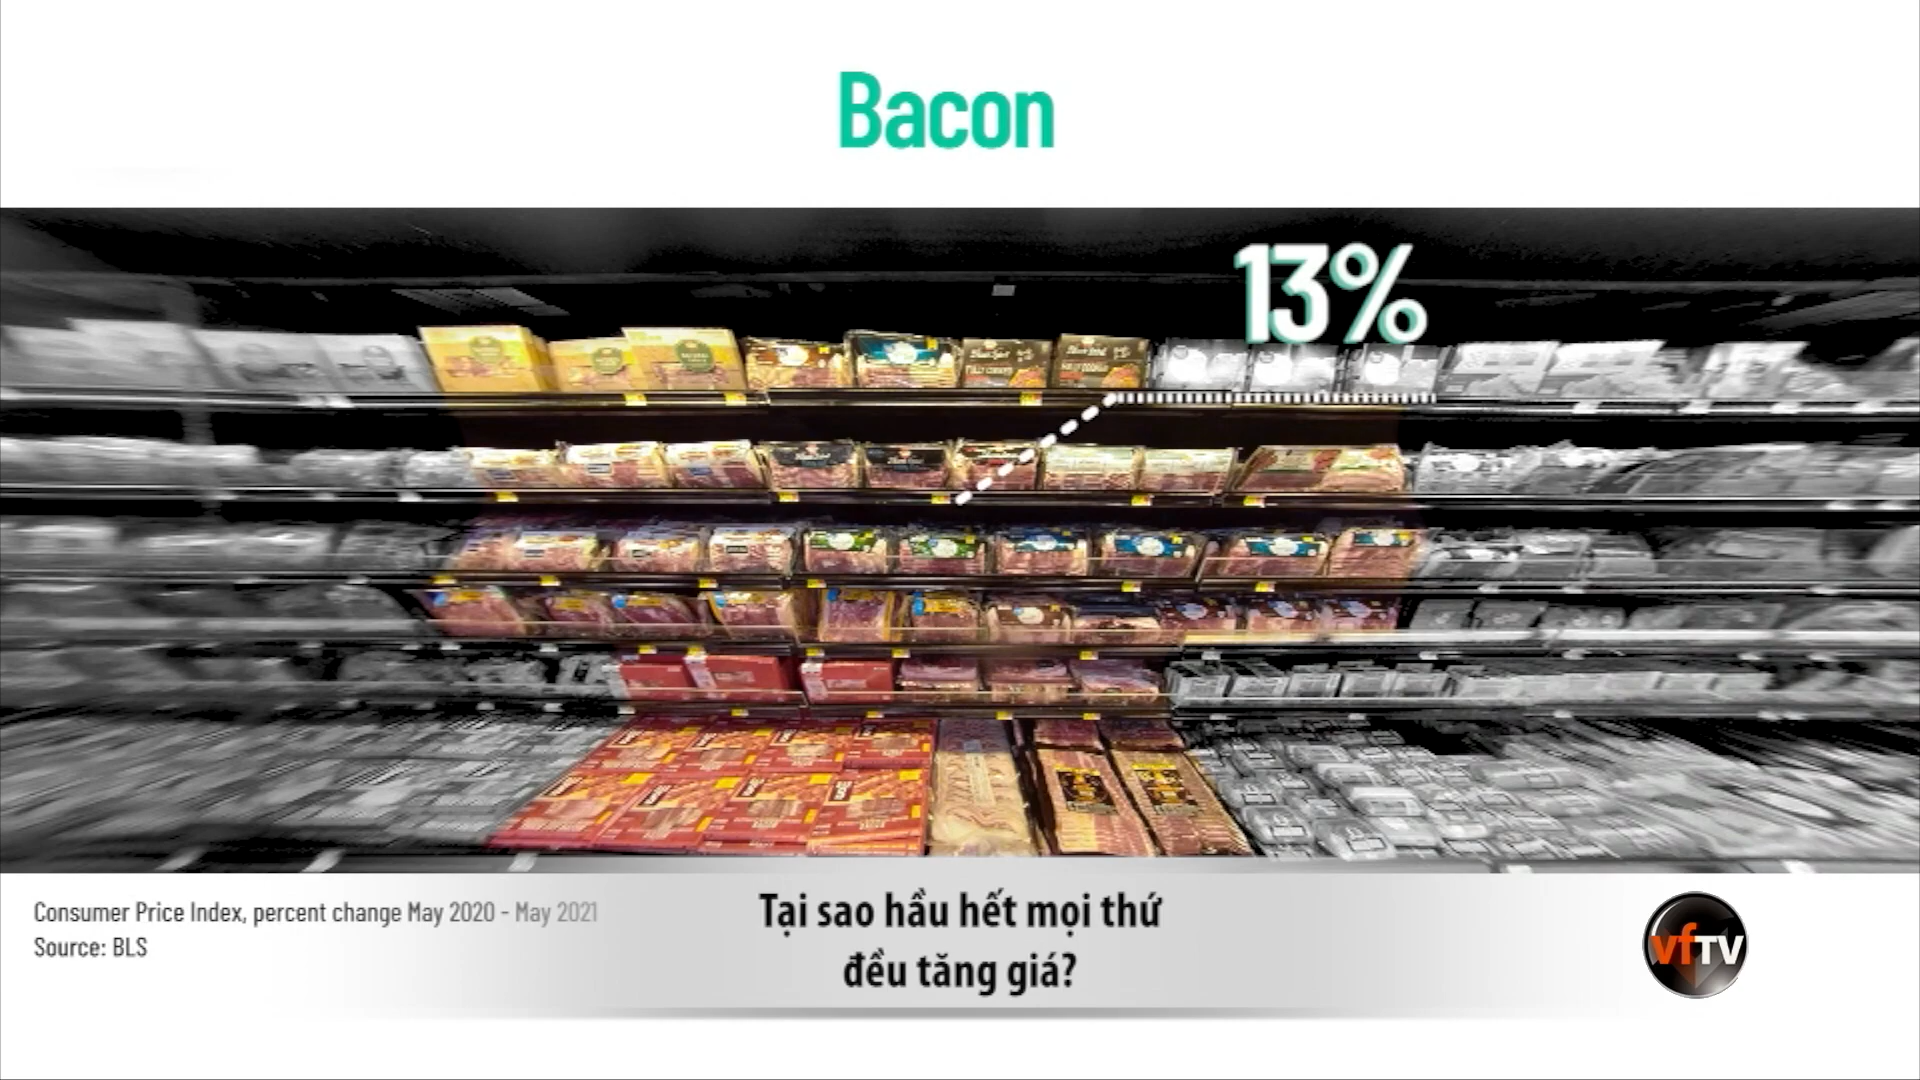 Bacon
13%
Consumer Price Index, percent change May 2020 - May 2021
Source: BLS
Tại sao hầu hết mọi thứ
đều tăng giá?
vfTV